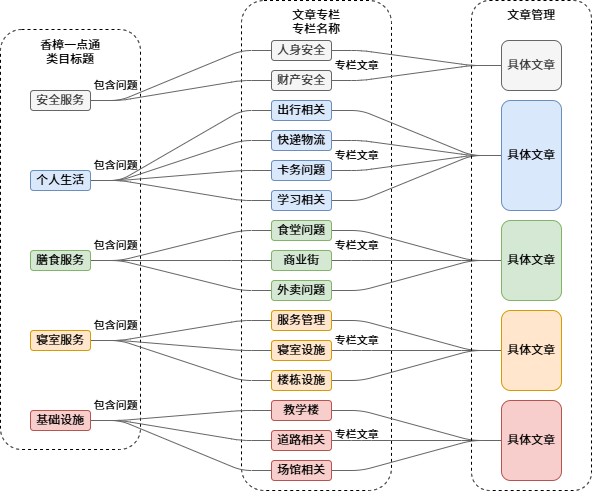 香樟一点通
类目标题
文章专栏
专栏名称
文章管理
安全服务
包含问题
人身安全
财产安全
专栏文章
具体文章
个人生活
包含问题
出行相关
快递物流
卡务问题
学习相关
专栏文章
具体文章
膳食服务
包含问题
食堂问题
商业街
外卖问题
专栏文章
具体文章
寝室服务
包含问题
服务管理
寝室设施
楼栋设施
专栏文章
具体文章
基础设施
包含问题
教学楼
道路相关
场馆相关
专栏文章
具体文章